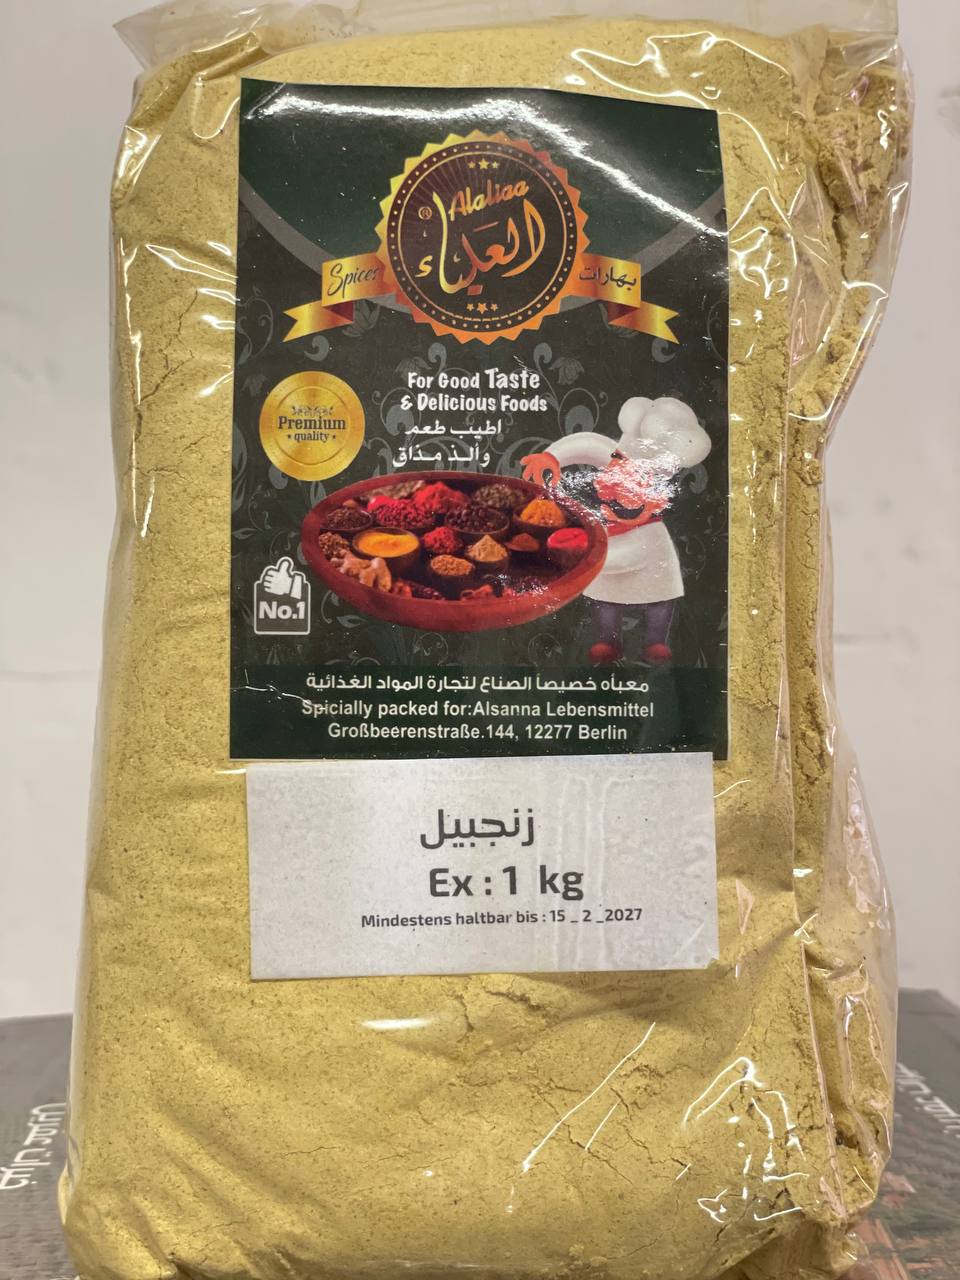 Alaliaa
®
العلياء
Spices
بهارات
For Good Taste
& Delicious Foods
اطيب طعم
وألذ مذاق
Premium
quality
No.1
معبأه خصيصاً الصناع لتجارة المواد الغذائية
Spicially packed for:Alsanna Lebensmittel
Großbeerenstraße.144, 12277 Berlin
زنجبيل
Ex : 1 kg
Mindestens haltbar bis : 15 _ 2 _2027